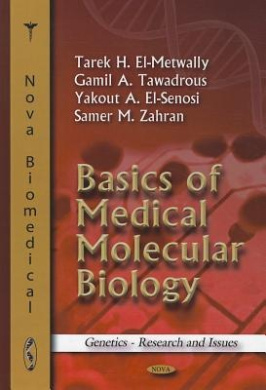 Tarek H. El-Metwally
Gamil A. Tawadrous
Yakout A. El-Senosi
Samer M. Zahran
Nova Biomedical
Basics of
Medical
Molecular
Biology
Genetics - Research and Issues
NOVA